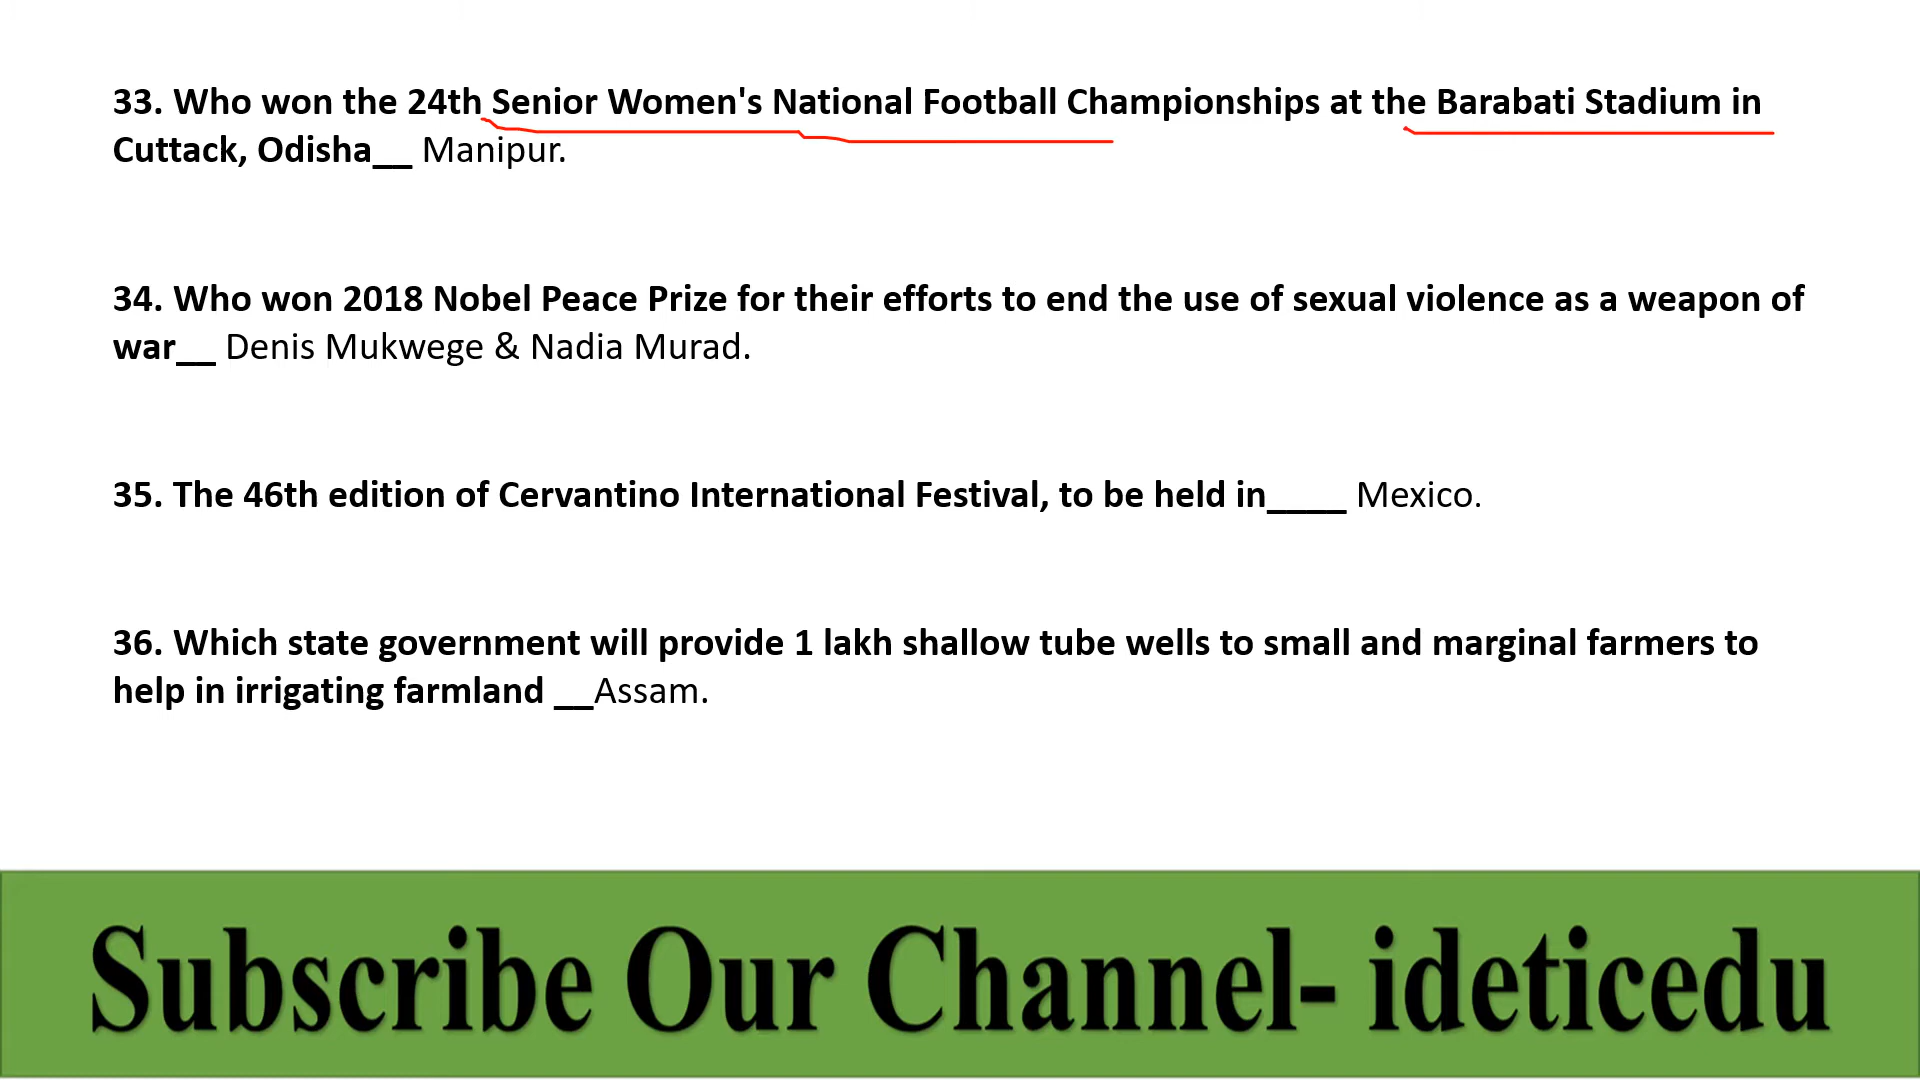 33. Who won the 24th Senior Women's National Football Championships at the Barabati Stadium in
Cuttack, Odisha__ Manipur.
34. Who won 2018 Nobel Peace Prize for their efforts to end the use of sexual violence as a weapon of
war__ Denis Mukwege & Nadia Murad.
35. The 46th edition of Cervantino International Festival, to be held in____ Mexico.
36. Which state government will provide 1 lakh shallow tube wells to small and marginal farmers to
help in irrigating farmland __Assam.
Subscribe Our Channel- ideticedu